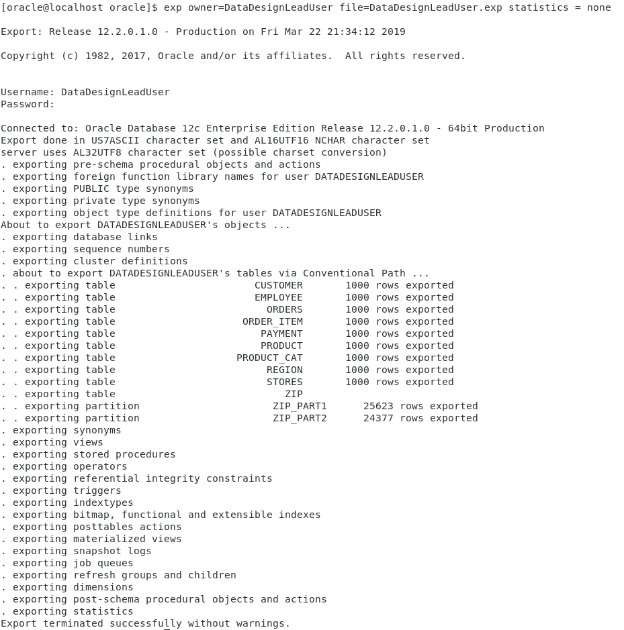 [oracle@localhost oracle]$ exp owner=DataDesignLeadUser file=DataDesignLeadUser.exp statistics = none
Export: Release 12.2.0.1.0 - Production on Fri Mar 22 21:34:12 2019
Copyright (c) 1982, 2017, Oracle and/or its affiliates.  All rights reserved.
Username: DataDesignLeadUser
Password:
Connected to: Oracle Database 12c Enterprise Edition Release 12.2.0.1.0 - 64bit Production
Export done in US7ASCII character set and AL16UTF16 NCHAR character set
server uses AL32UTF8 character set (possible charset conversion)
. exporting pre-schema procedural objects and actions
. exporting foreign function library names for user DATADESIGNLEADUSER
. exporting PUBLIC type synonyms
. exporting private type synonyms
. exporting object type definitions for user DATADESIGNLEADUSER
About to export DATADESIGNLEADUSER's objects ...
. exporting database links
. exporting sequence numbers
. exporting cluster definitions
. about to export DATADESIGNLEADUSER's tables via Conventional Path ...
. . exporting table                       CUSTOMER       1000 rows exported
. . exporting table                       EMPLOYEE       1000 rows exported
. . exporting table                         ORDERS       1000 rows exported
. . exporting table                     ORDER_ITEM       1000 rows exported
. . exporting table                        PAYMENT       1000 rows exported
. . exporting table                        PRODUCT       1000 rows exported
. . exporting table                    PRODUCT_CAT       1000 rows exported
. . exporting table                         REGION       1000 rows exported
. . exporting table                         STORES       1000 rows exported
. . exporting table                            ZIP
. . exporting partition                      ZIP_PART1      25623 rows exported
. . exporting partition                      ZIP_PART2      24377 rows exported
. exporting synonyms
. exporting views
. exporting stored procedures
. exporting operators
. exporting referential integrity constraints
. exporting triggers
. exporting indextypes
. exporting bitmap, functional and extensible indexes
. exporting posttables actions
. exporting materialized views
. exporting snapshot logs
. exporting job queues
. exporting refresh groups and children
. exporting dimensions
. exporting post-schema procedural objects and actions
. exporting statistics
Export terminated successfully without warnings.